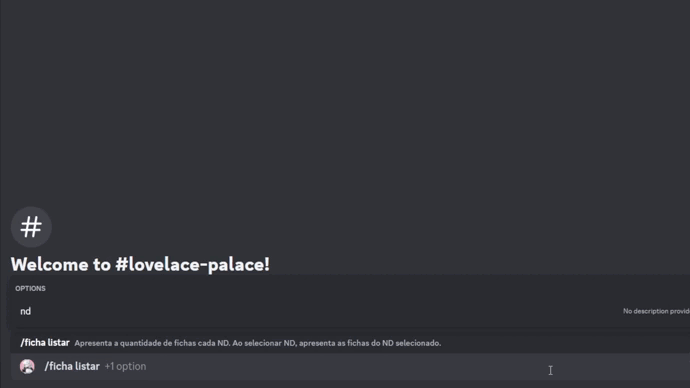 #
Welcome to #lovelace-palace!
OPTIONS
nd No description provid
/ficha listar Apresenta a quantidade de fichas cada ND. Ao selecionar ND, apresenta as fichas do ND selecionado.
/ficha listar +1 option